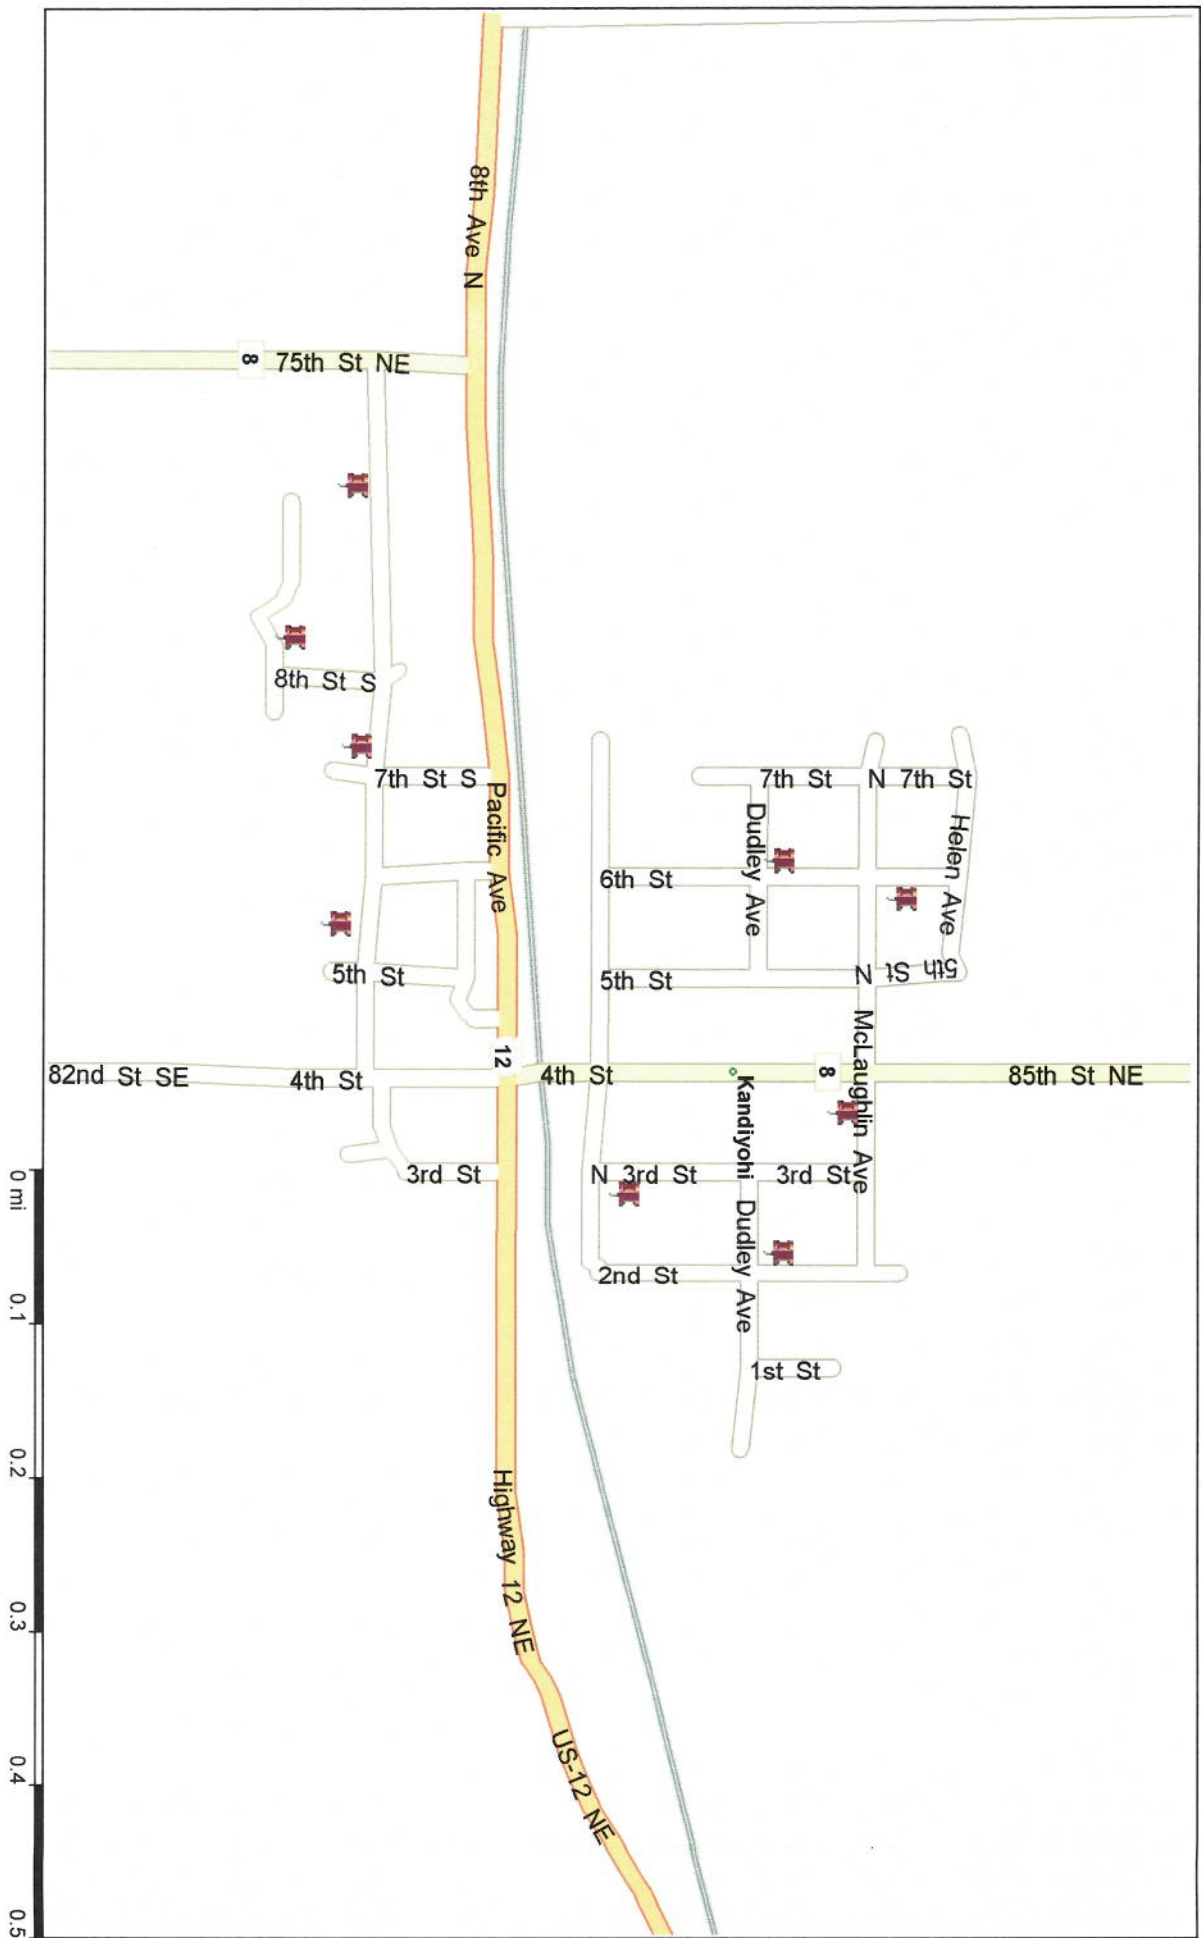 8th Ave N
8
75th St NE
8th St S
7th St S
Pacific Ave
7th St
N 7th St
Dudley Ave
Helen Ave
6th St
5th St
5th St
5th St N
McLaughlin Ave
12
82nd St SE
4th St
4th St
Kandiyohi
8
85th St NE
3rd St
N 3rd St
3rd St
Dudley Ave
2nd St
1st St
Highway 12 NE
US-12 NE
0 mi
0.1
0.2
0.3
0.4
0.5